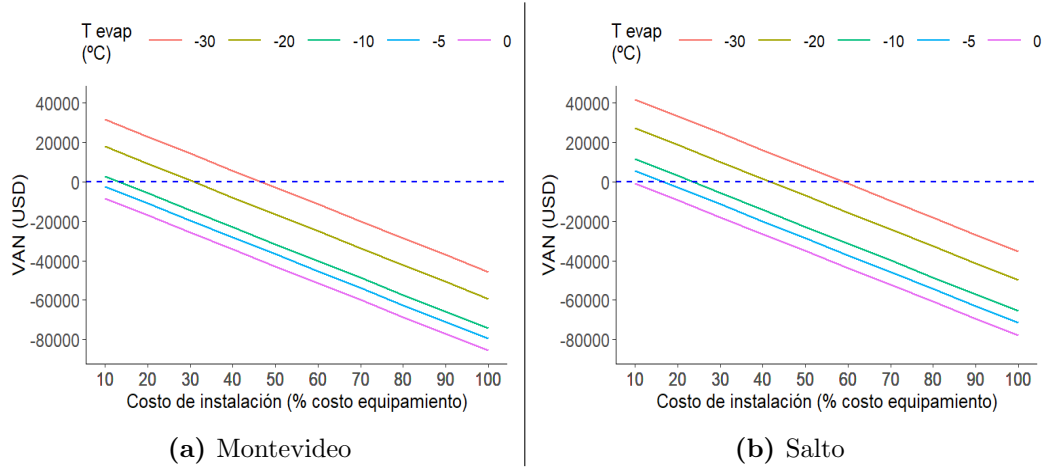 T evap
(ºC)
-30 -20 -10 -5 0
VAN (USD)
40000
20000
0
-20000
-40000
-60000
-80000
10 20 30 40 50 60 70 80 90 100
Costo de instalación (% costo equipamiento)
(a) Montevideo
T evap
(ºC)
-30 -20 -10 -5 0
VAN (USD)
40000
20000
0
-20000
-40000
-60000
-80000
10 20 30 40 50 60 70 80 90 100
Costo de instalación (% costo equipamiento)
(b) Salto